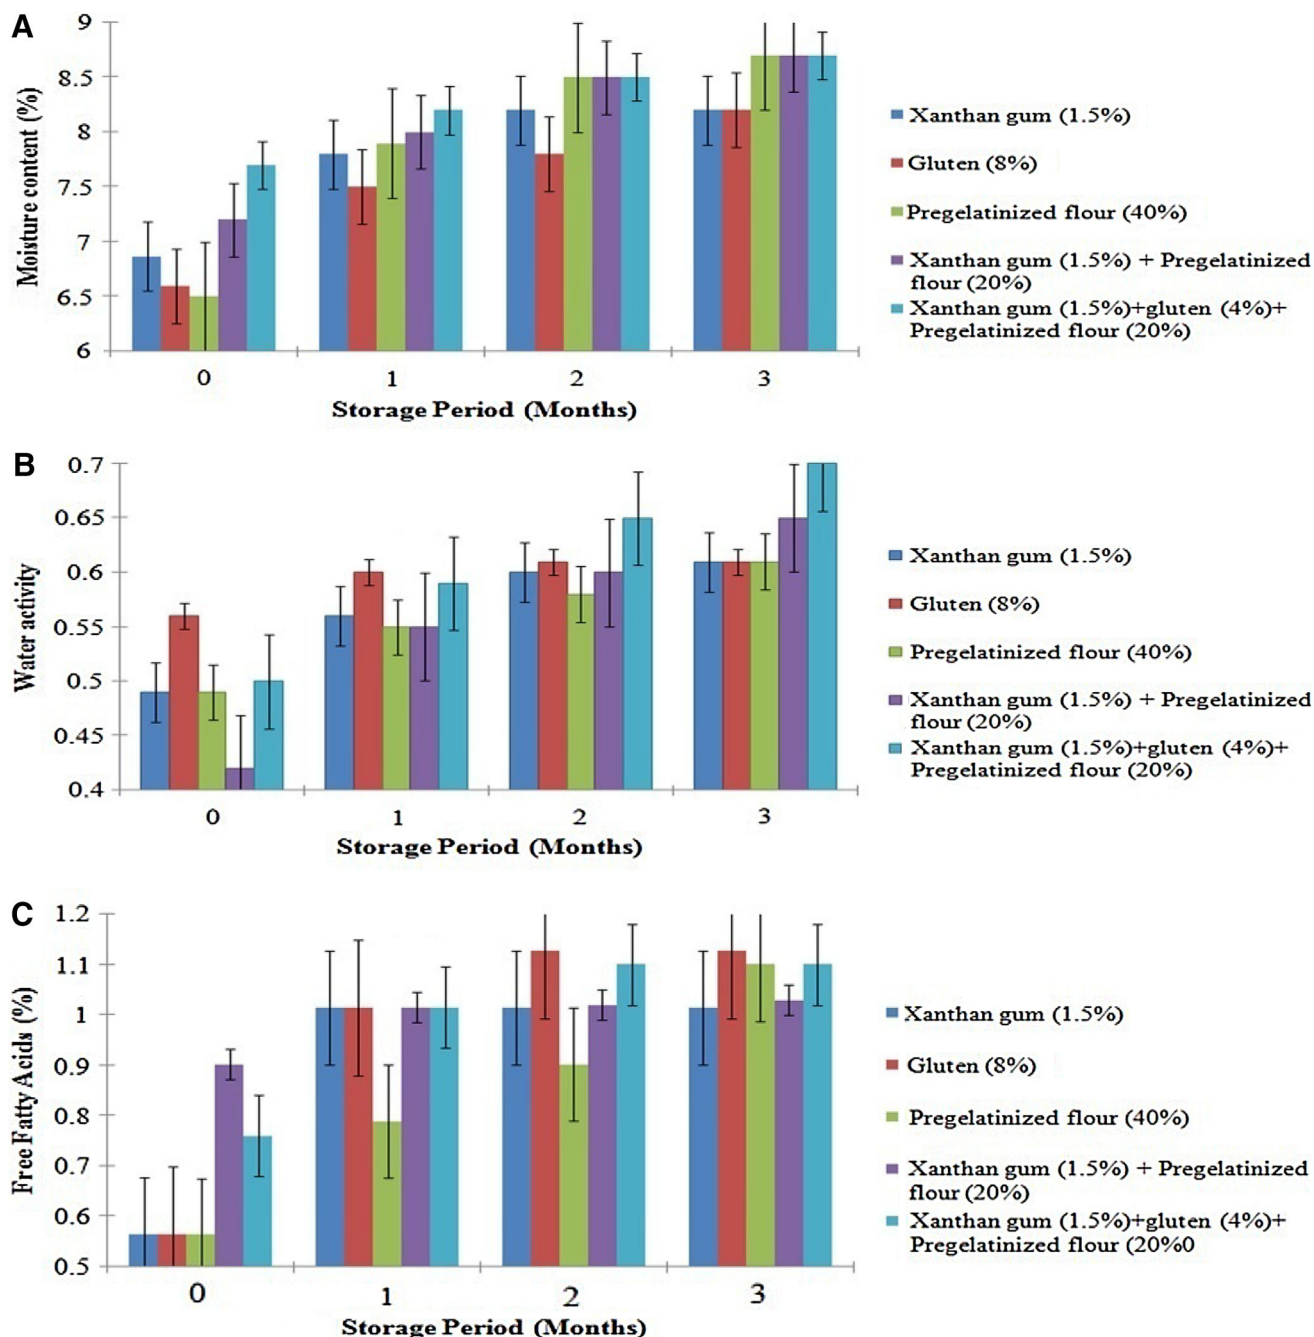 A
Moisture content (%)
9
8.5
8
7.5
7
6.5
6
0 1 2 3
Storage Period (Months)
Xanthan gum (1.5%)
Gluten (8%)
Pregelatinized flour (40%)
Xanthan gum (1.5%) + Pregelatinized
flour (20%)
Xanthan gum (1.5%)+gluten (4%)+
Pregelatinized flour (20%)
B
Water activity
0.7
0.65
0.6
0.55
0.5
0.45
0.4
0 1 2 3
Storage Period (Months)
Xanthan gum (1.5%)
Gluten (8%)
Pregelatinized flour (40%)
Xanthan gum (1.5%) + Pregelatinized
flour (20%)
Xanthan gum (1.5%)+gluten (4%)+
Pregelatinized flour (20%)
C
Free Fatty Acids (%)
1.2
1.1
1
0.9
0.8
0.7
0.6
0.5
0 1 2 3
Storage Period (Months)
Xanthan gum (1.5%)
Gluten (8%)
Pregelatinized flour (40%)
Xanthan gum (1.5%) + Pregelatinized
flour (20%)
Xanthan gum (1.5%)+gluten (4%)+
Pregelatinized flour (20%0